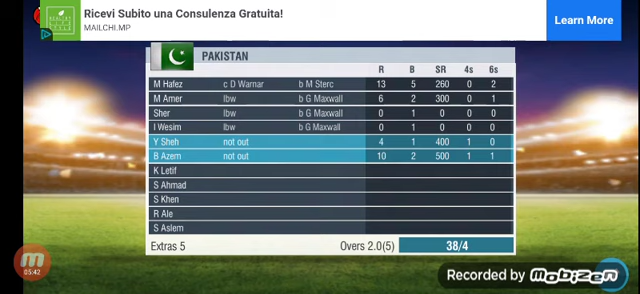 Ricevi Subito una Consulenza Gratuita!
MAILCHI.MP
Learn More
PAKISTAN
R B SR 4s 6s
M Hafez c D Warnar b M Sterc 13 5 260 0 2
M Amer lbw b G Maxwall 6 2 300 0 1
Sher lbw b G Maxwall 0 1 0 0 0
I Wesim lbw b G Maxwall 0 1 0 0 0
Y Sheh not out 4 1 400 1 0
B Azem not out 10 2 500 1 1
K Letif
S Ahmad
S Khen
R Ale
S Aslem
Extras 5 Overs 2.0(5) 38/4
05:42
Recorded by Mobizen